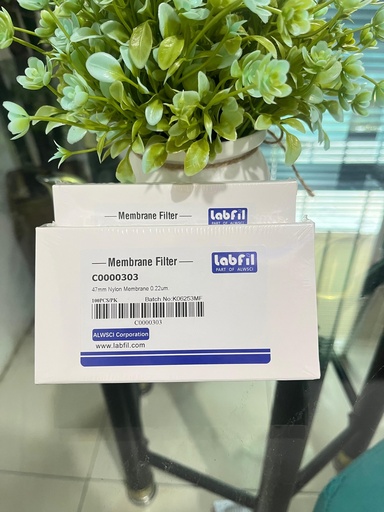 Membrane Filter
LabFil
PART OF ALWSCI
Membrane Filter
LabFil
PART OF ALWSCI
C0000303
47mm Nylon Membrane 0.22um
100PCS/PK
Batch No:K06253MF
C0000303
ALWSCI Corporation
www.labfil.com